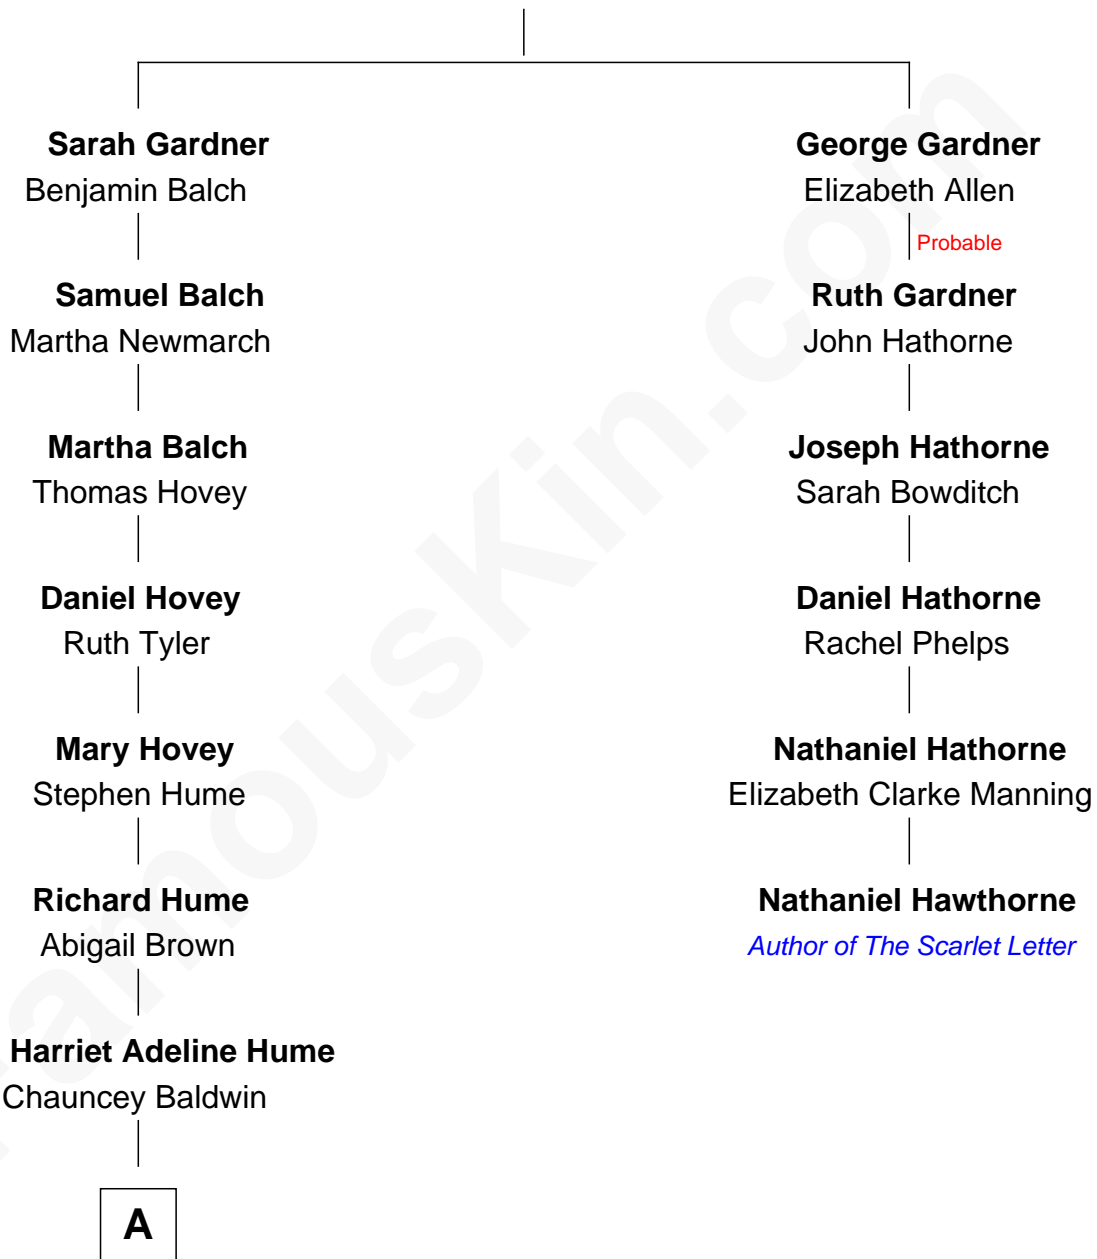 Sarah Gardner
Benjamin Balch
George Gardner
Elizabeth Allen
Probable
Samuel Balch
Martha Newmarch
Ruth Gardner
John Hathorne
Martha Balch
Thomas Hovey
Joseph Hathorne
Sarah Bowditch
Daniel Hovey
Ruth Tyler
Daniel Hathorne
Rachel Phelps
Mary Hovey
Stephen Hume
Nathaniel Hathorne
Elizabeth Clarke Manning
Richard Hume
Abigail Brown
Nathaniel Hawthorne
Author of The Scarlet Letter
Harriet Adeline Hume
Chauncey Baldwin
A
FamousKin.com